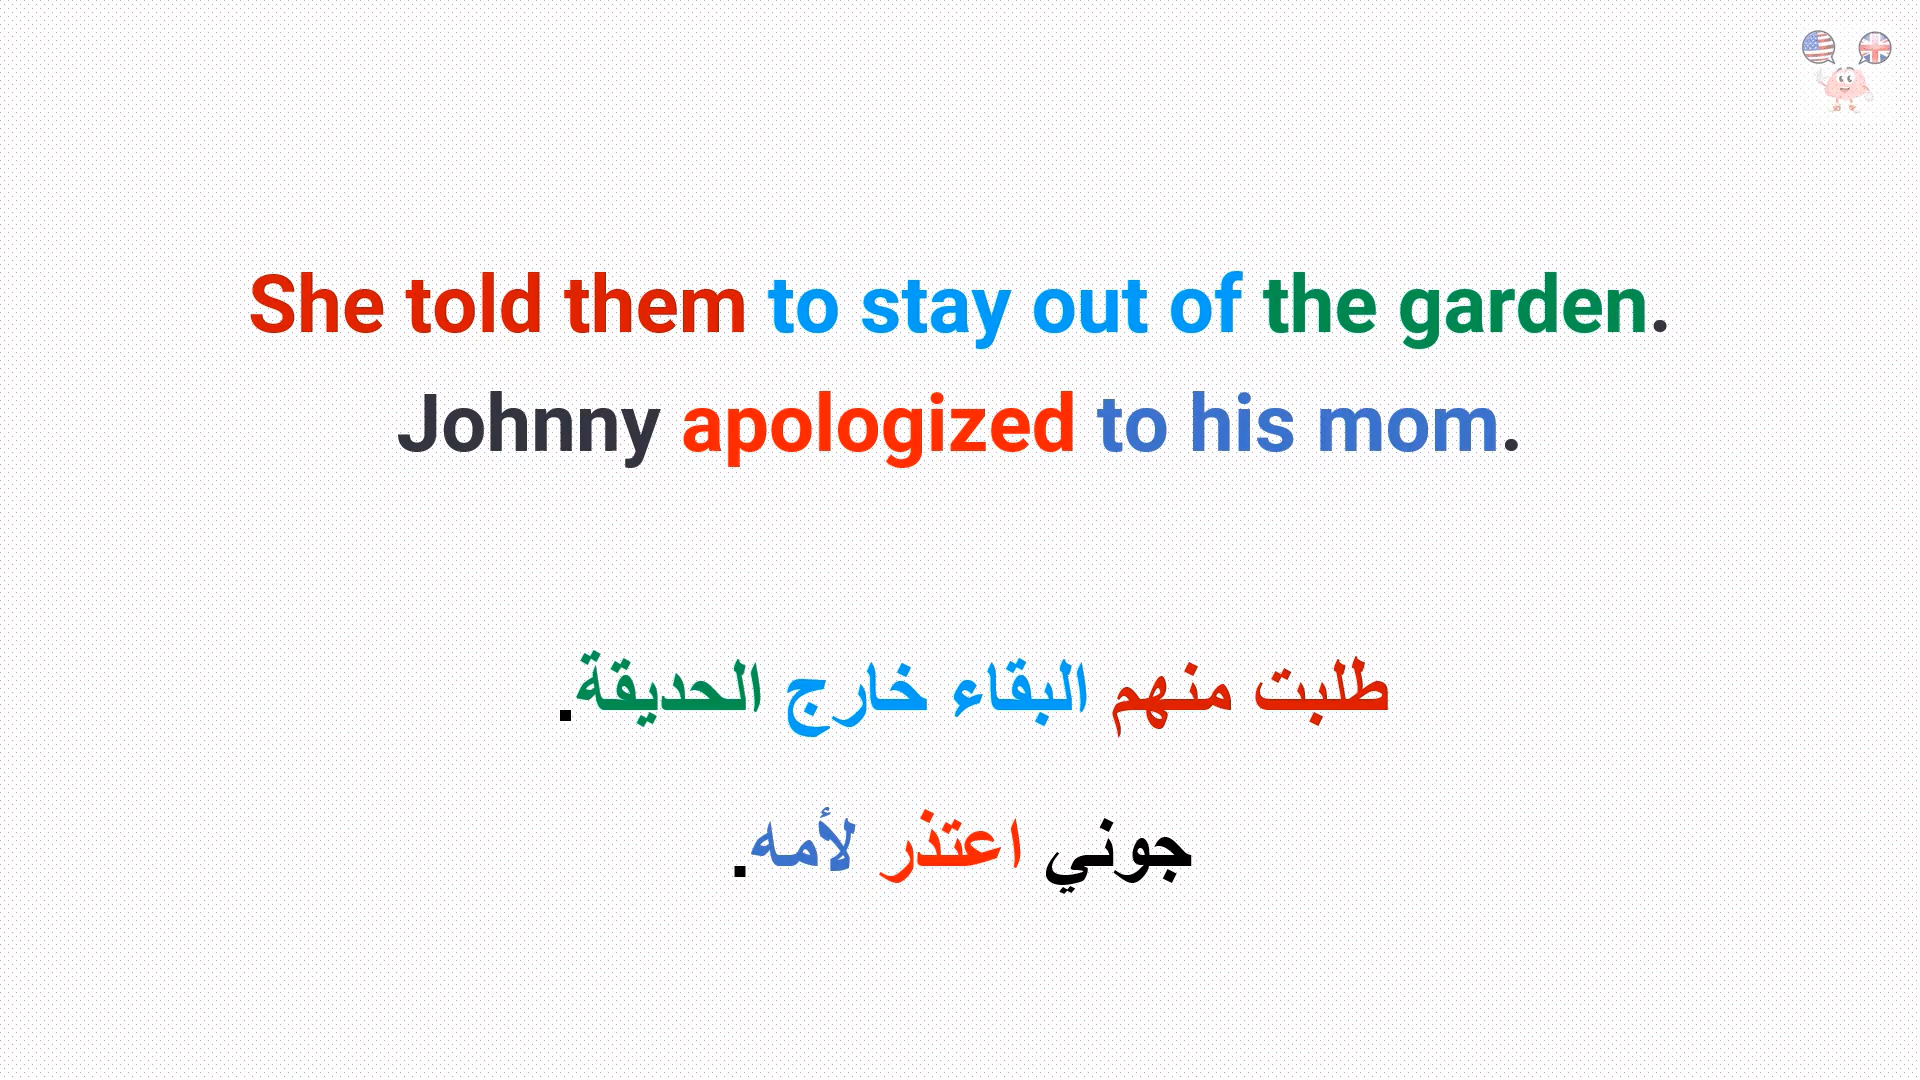 She told them to stay out of the garden.
Johnny apologized to his mom.
طلبت منهم البقاء خارج الحديقة.
جوني اعتذر لأمه.